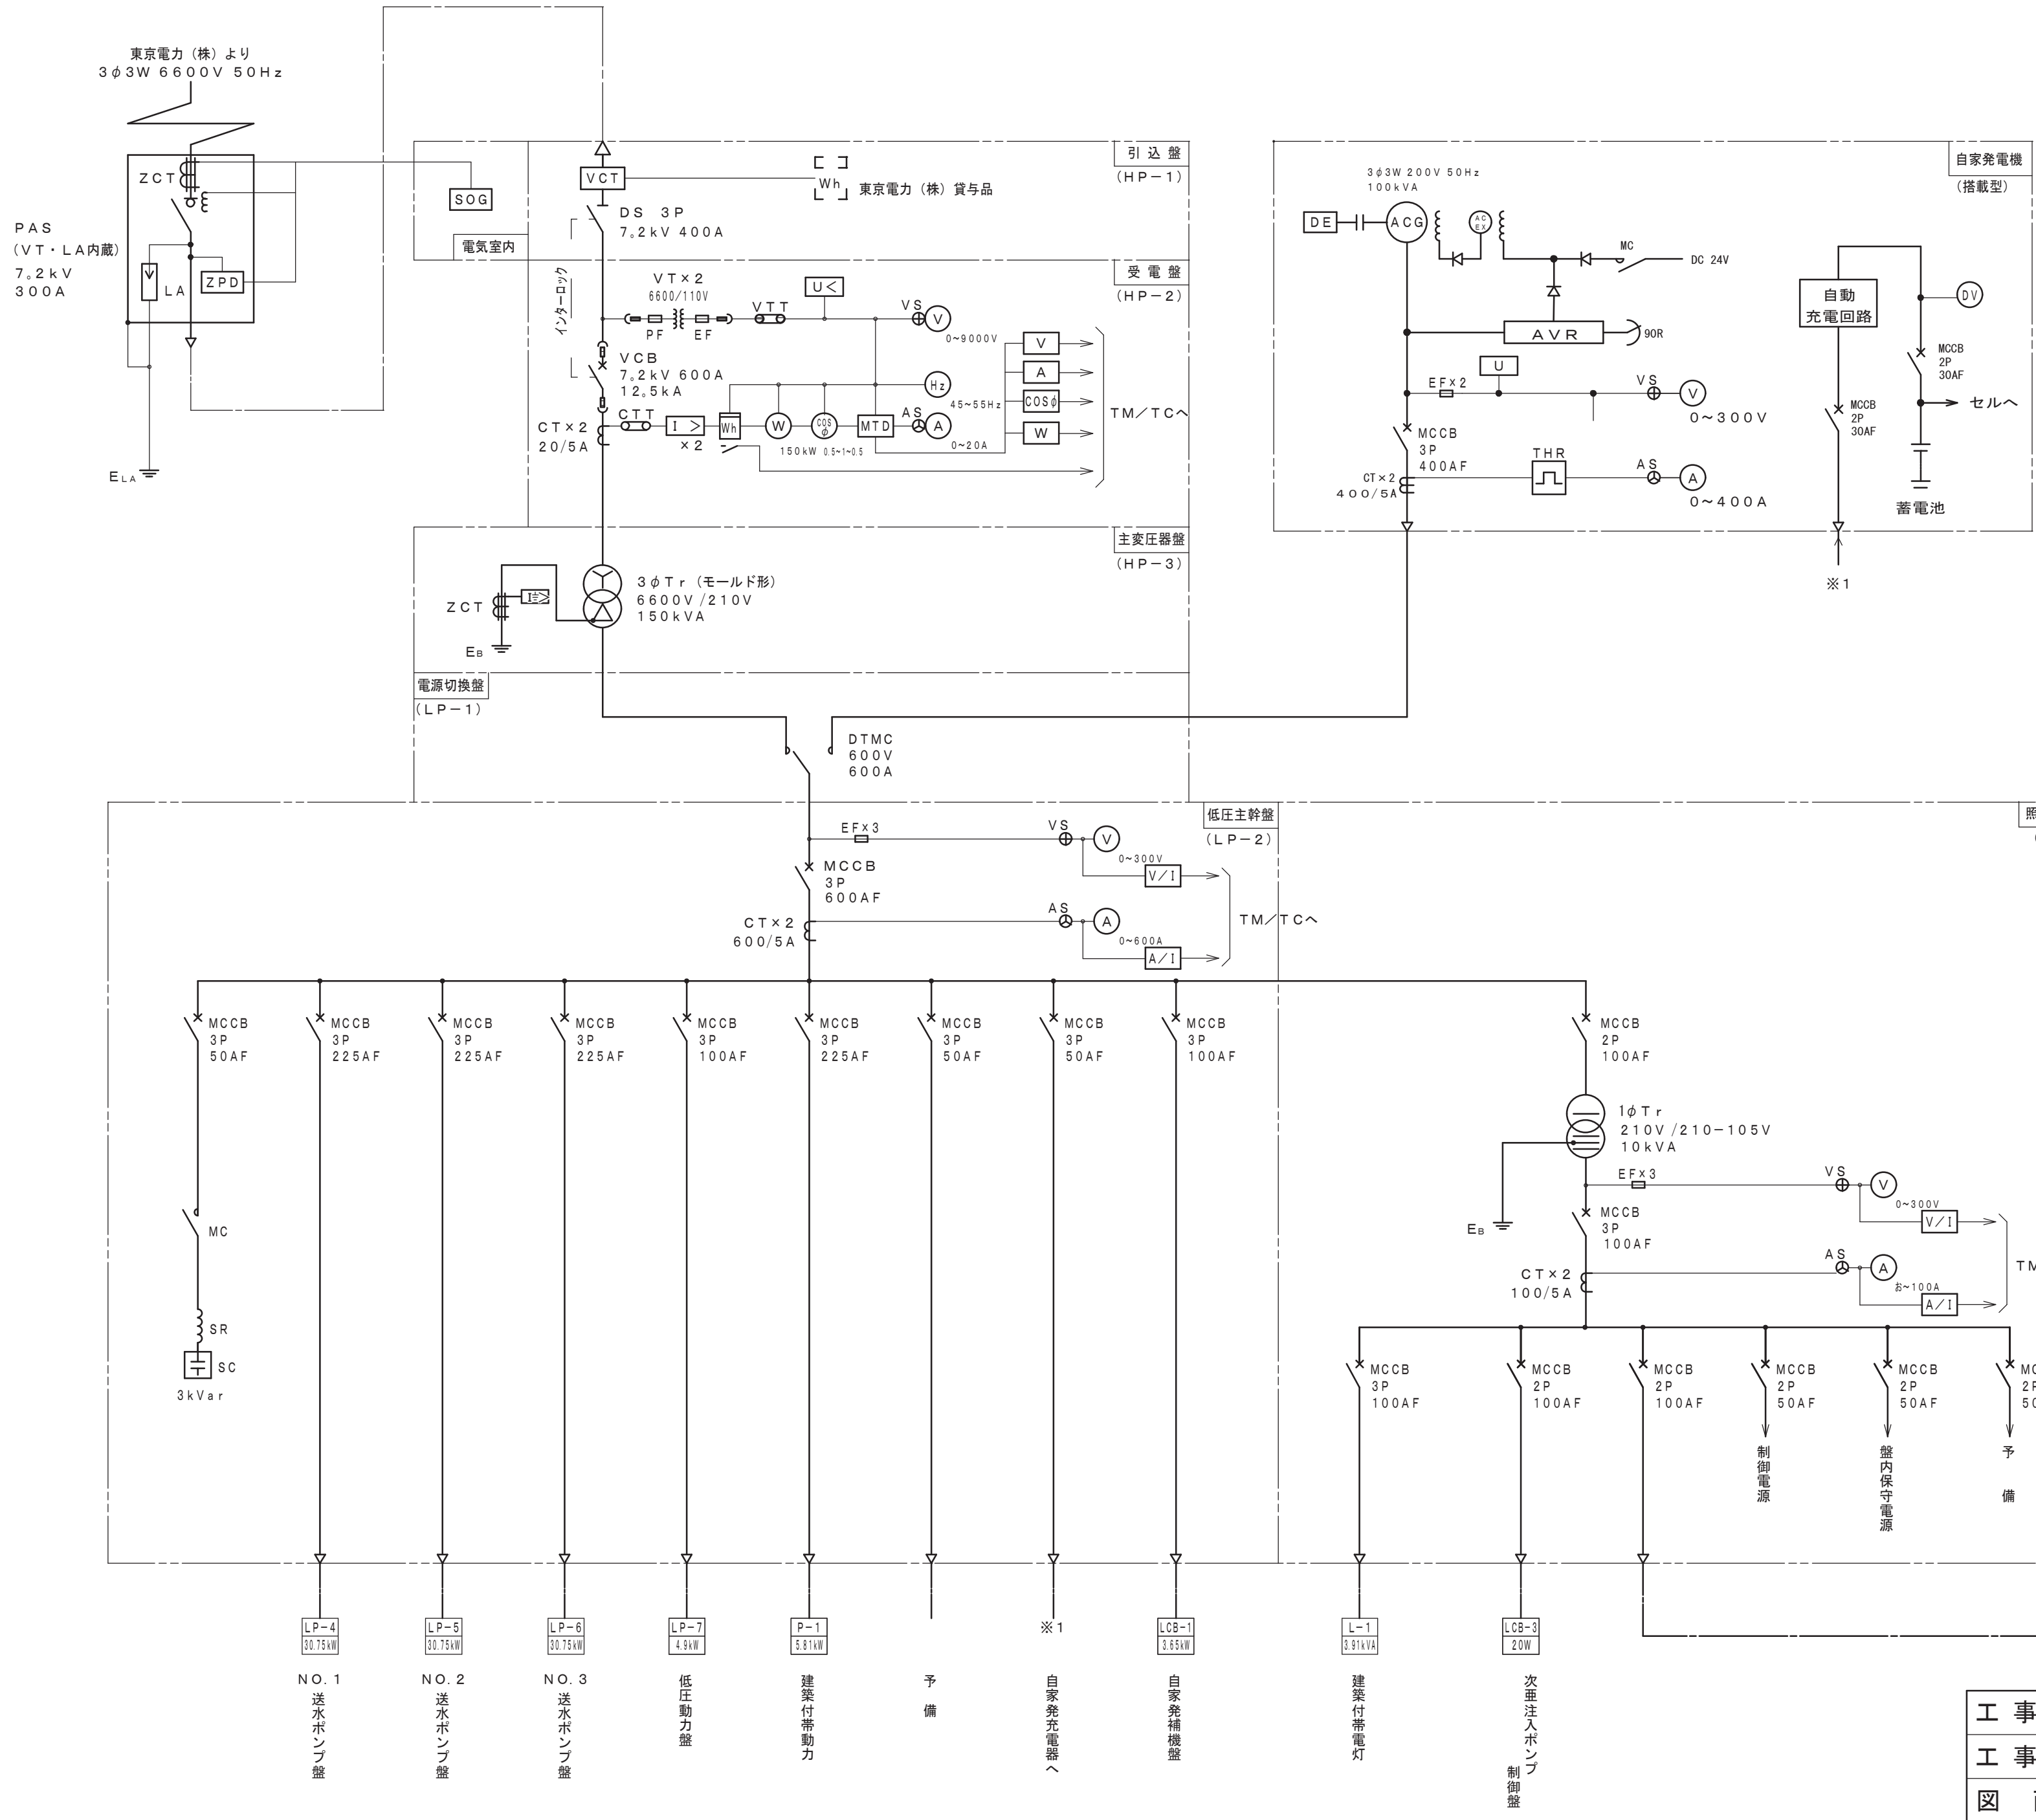 東京電力（株）より
3φ3W 6600V 50Hz
ZCT
PAS
（VT・LA内蔵）
7.2kV
300A
LA
ZPD
ELA
SOG
電気室内
引込盤
(HP-1)
VCT
Wh
東京電力（株）貸与品
DS 3P
7.2kV 400A
受電盤
(HP-2)
インターロック
VT×2
6600/110V
PF
EF
VTT
U<
VS
V
0~9000V
VCB
7.2kV 600A
12.5kA
Hz
45~55Hz
CT×2
20/5A
CTT
I >
×2
Wh
W
150kW
COS
φ
0.5~1~0.5
MTD
AS
A
0~20A
V
A
COSφ
W
TM/TCへ
主変圧器盤
(HP-3)
3φTr（モールド形）
6600V/210V
150kVA
ZCT
I⏚>
EB
電源切換盤
(LP-1)
DTMC
600V
600A
自家発電機
(搭載型)
3φ3W 200V 50Hz
100kVA
DE
ACG
AC
EX
MC
DC 24V
AVR
90R
EF×2
U
VS
V
0~300V
MCCB
3P
400AF
CT×2
400/5A
THR
AS
A
0~400A
自動
充電回路
DV
MCCB
2P
30AF
セルへ
MCCB
2P
30AF
蓄電池
※1
低圧主幹盤
(LP-2)
照
(
EF×3
VS
V
0~300V
V/I
MCCB
3P
600AF
CT×2
600/5A
AS
A
0~600A
A/I
TM/TCへ
MCCB
3P
50AF
MCCB
3P
225AF
MCCB
3P
225AF
MCCB
3P
225AF
MCCB
3P
100AF
MCCB
3P
225AF
MCCB
3P
50AF
MCCB
3P
50AF
MCCB
3P
100AF
MCCB
2P
100AF
MC
SR
SC
3kVar
1φTr
210V/210-105V
10kVA
EB
EF×3
VS
V
0~300V
V/I
MCCB
3P
100AF
CT×2
100/5A
AS
A
お~100A
A/I
TM
MCCB
3P
100AF
MCCB
2P
100AF
MCCB
2P
100AF
MCCB
2P
50AF
MCCB
2P
50AF
MC
2P
50
制御電源
盤内保守電源
予備
LP-4
30.75kW
LP-5
30.75kW
LP-6
30.75kW
LP-7
4.9kW
P-1
5.81kW
※1
LCB-1
3.65kW
L-1
3.91kVA
LCB-3
20W
NO.1
送水ポンプ盤
NO.2
送水ポンプ盤
NO.3
送水ポンプ盤
低圧動力盤
建築付帯動力
予備
自家発充電器へ
自家発補機盤
建築付帯電灯
次亜注入ポンプ
制御盤
工事
工事
図